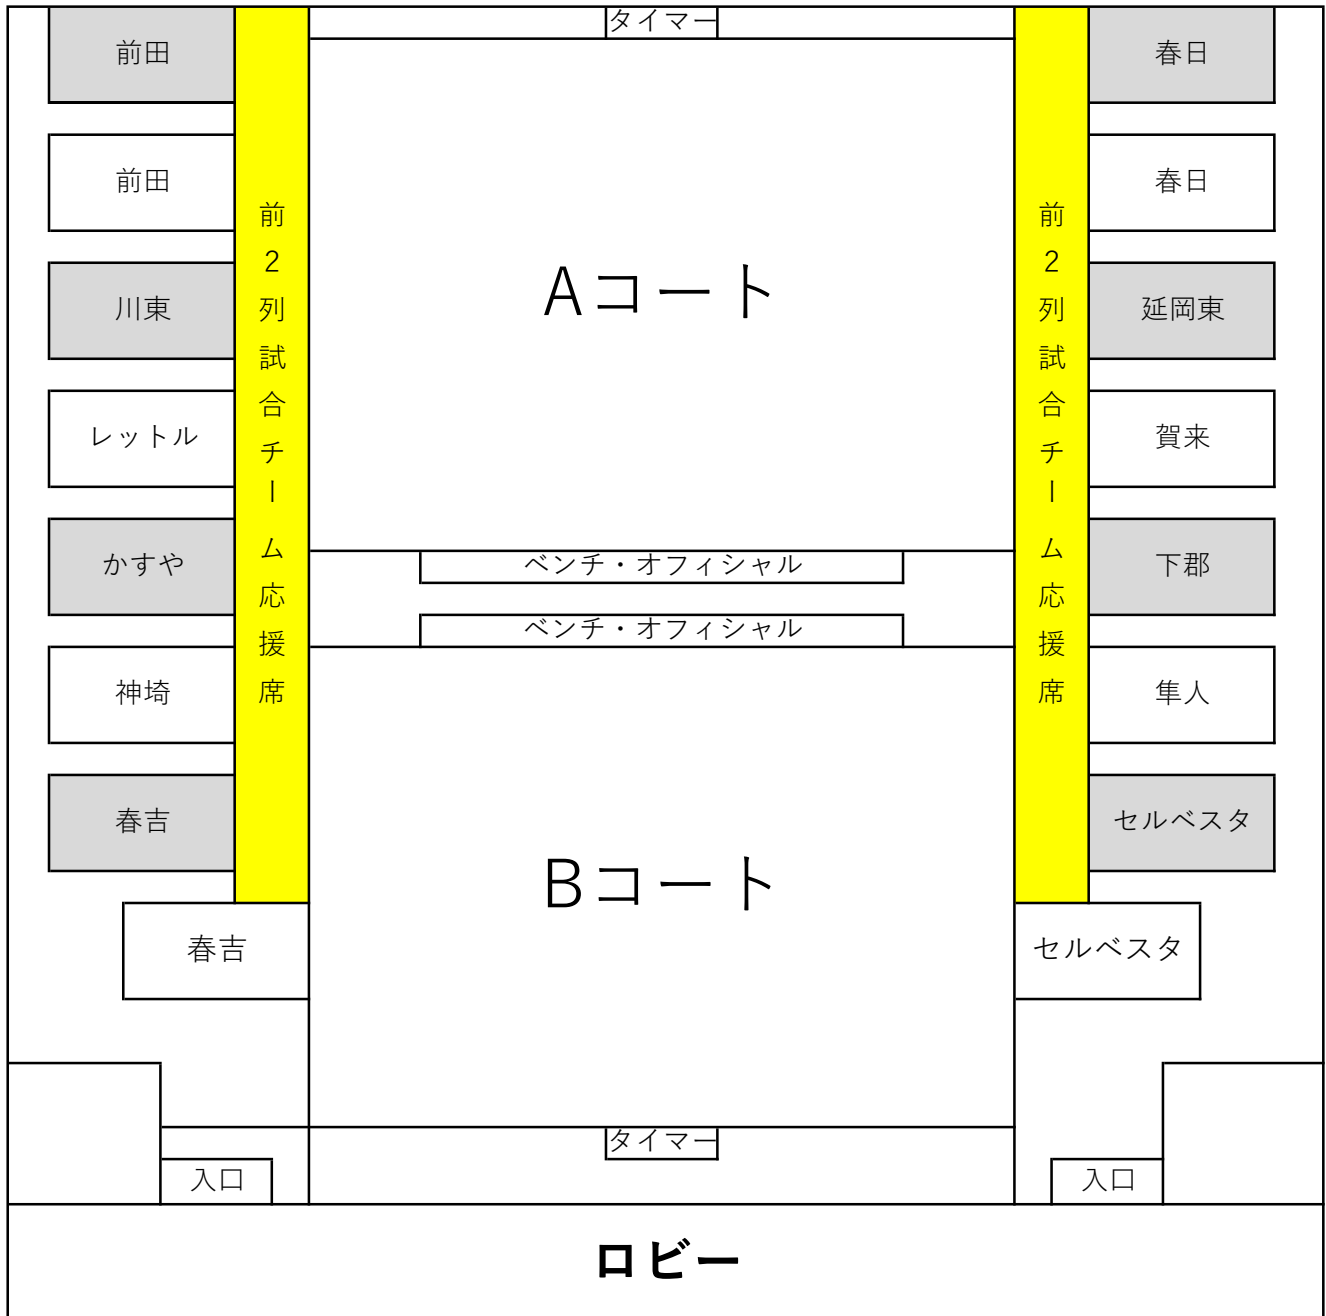 タイマー
前田
春日
前田
春日
前2列試合チーム応援席
前2列試合チーム応援席
Aコート
川東
延岡東
レットル
賀来
かすや
下郡
ベンチ・オフィシャル
ベンチ・オフィシャル
神埼
隼人
春吉
セルベスタ
Bコート
春吉
セルベスタ
タイマー
入口
入口
ロビー